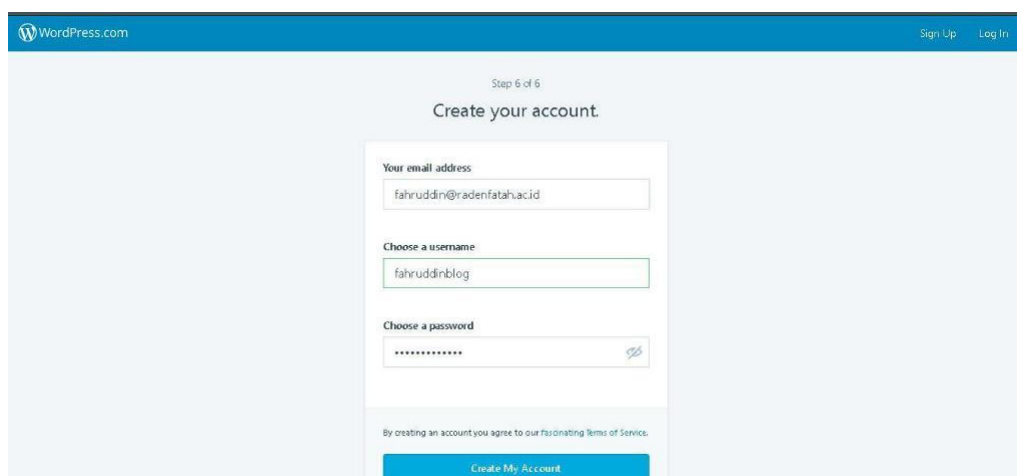 WordPress.com
Sign Up
Log In
Step 6 of 6
Create your account.
Your email address
fahruddin@radenfatah.ac.id
Choose a username
fahruddinblog
Choose a password
•••••••••••••
By creating an account you agree to our fascinating Terms of Service.
Create My Account